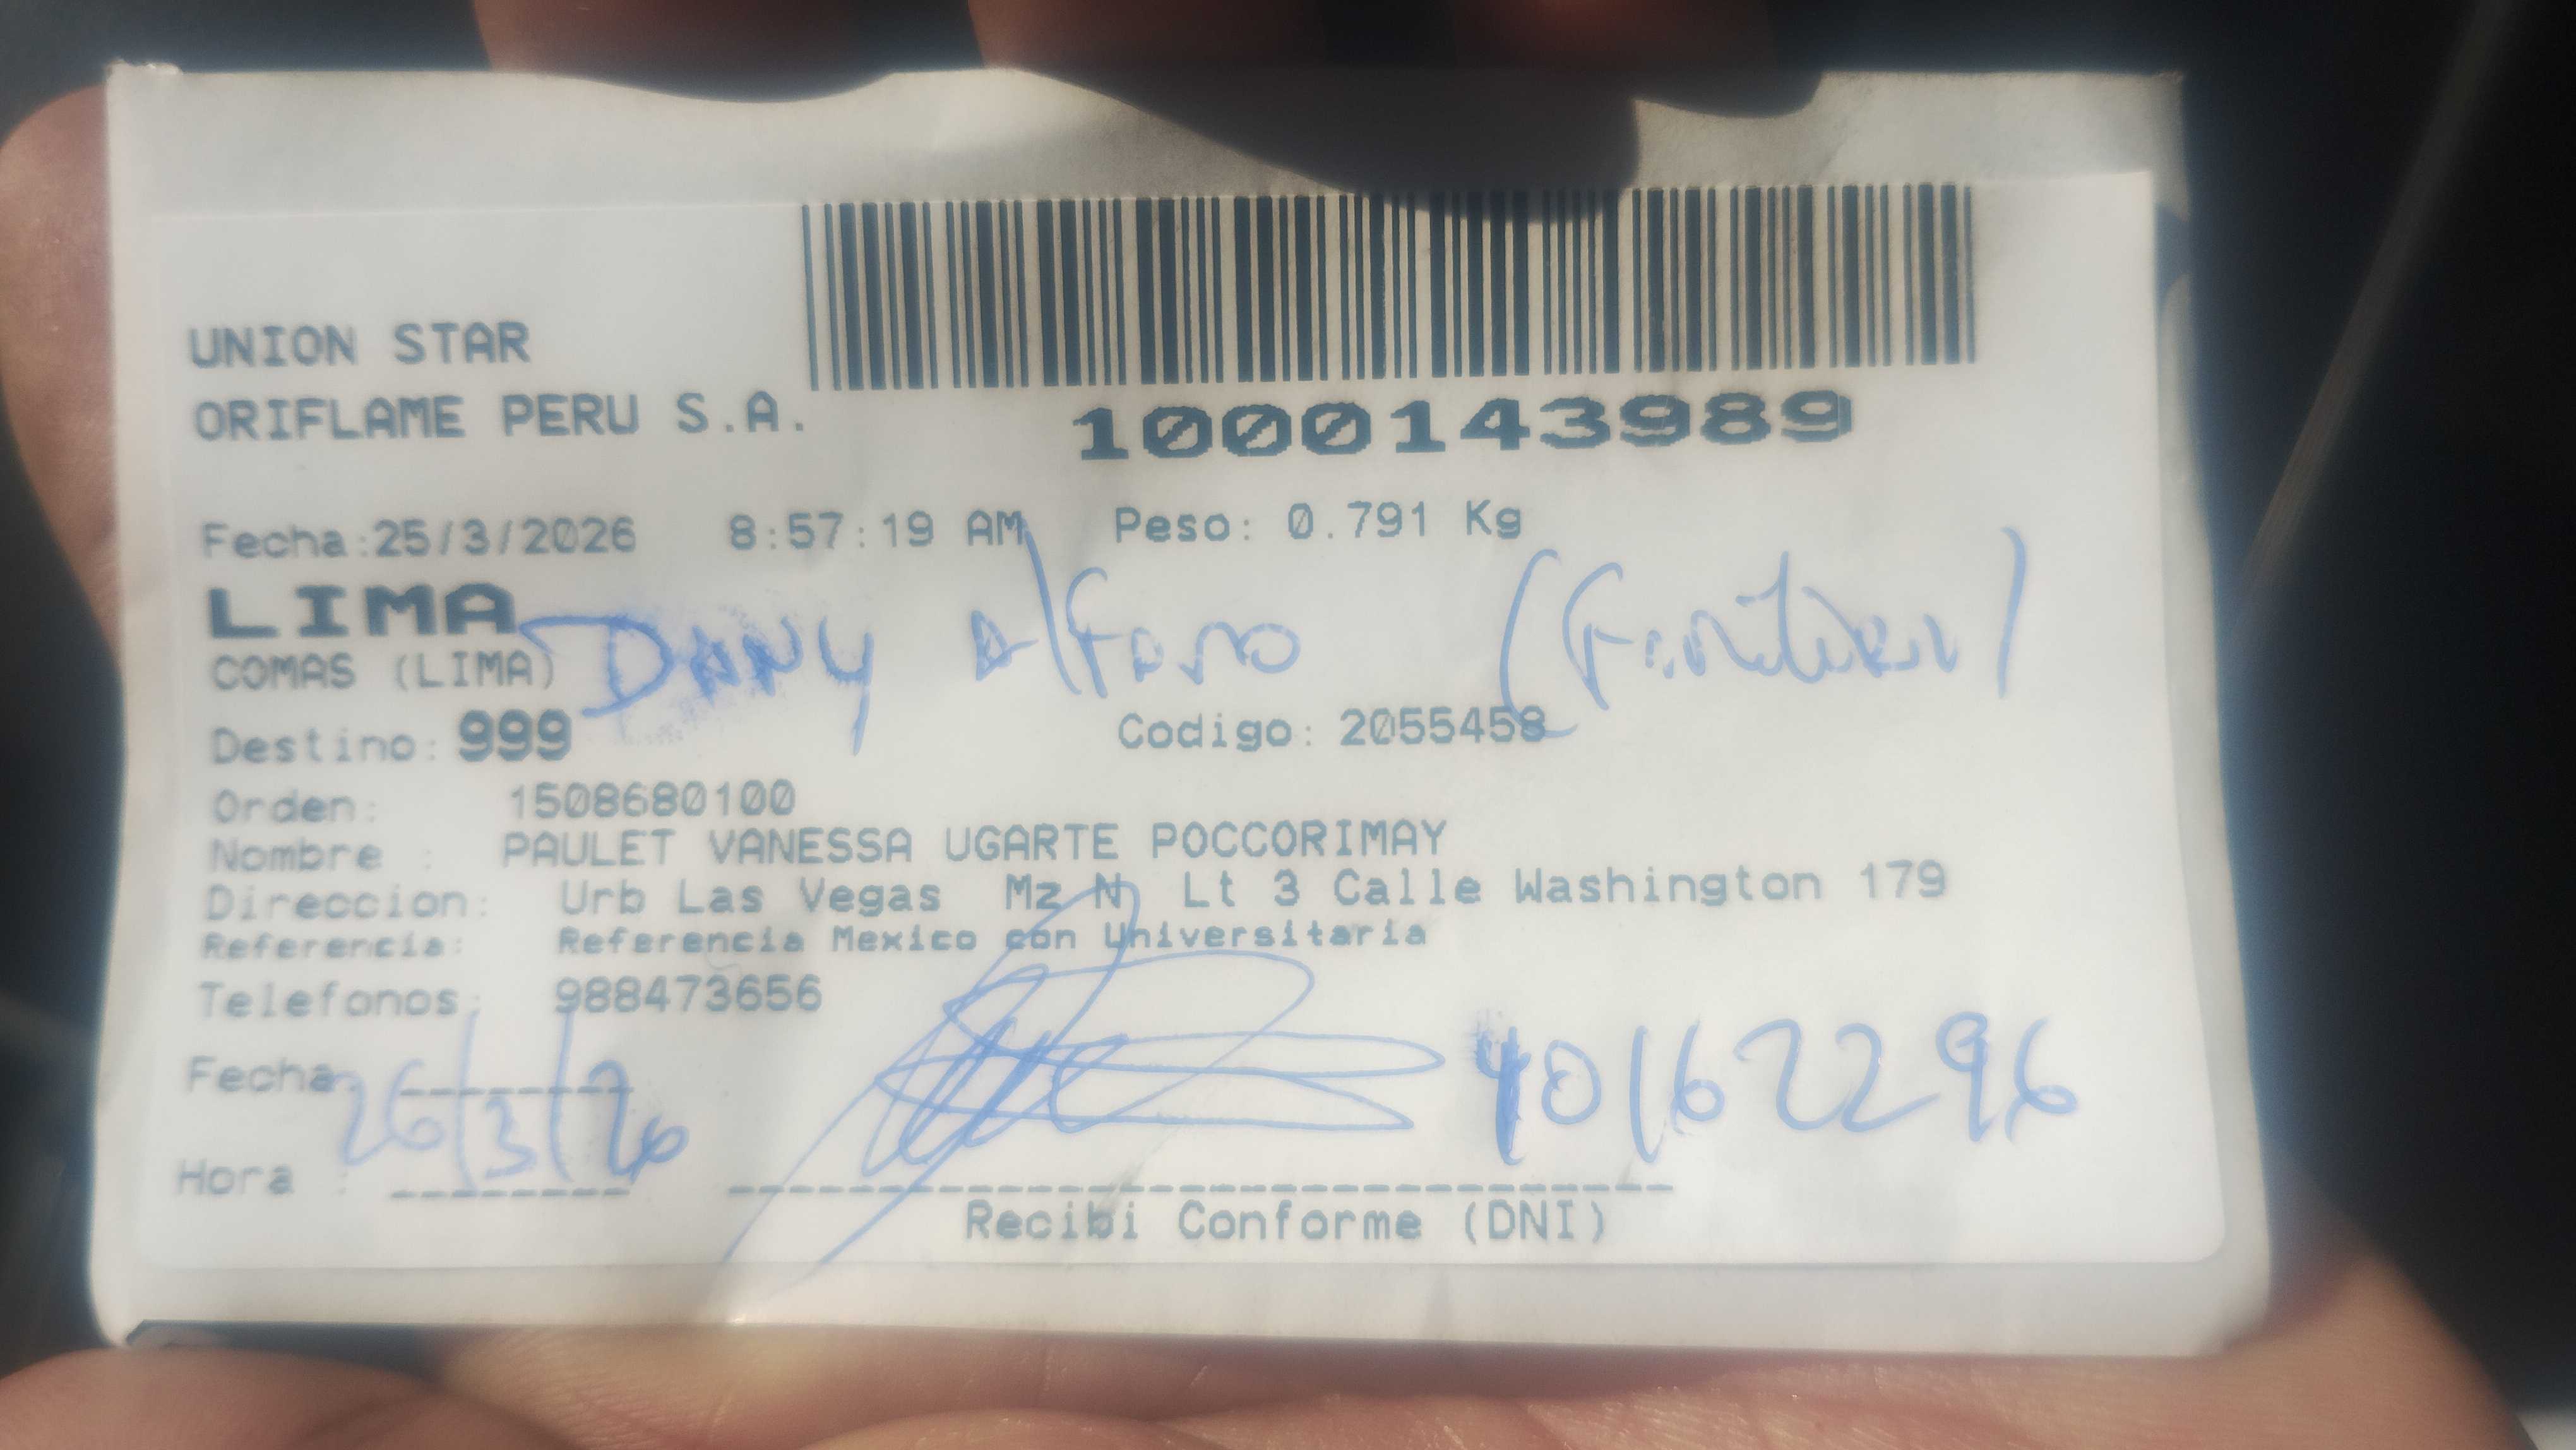 UNION STAR
ORIFLAME PERU S.A.
1000143989
Fecha:25/3/2026 8:57:19 AM Peso: 0.791 Kg
LIMA
DANY Alfaro (Familiar)
COMAS (LIMA)
Destino: 999 Codigo: 2055458
Orden: 1508680100
Nombre : PAULET VANESSA UGARTE POCCORIMAY
Direccion: Urb Las Vegas Mz N Lt 3 Calle Washington 179
Referencia: Referencia Mexico con Universitaria
Telefonos: 988473656
Fecha 26/3/26
40162296
Hora :
Recibi Conforme (DNI)